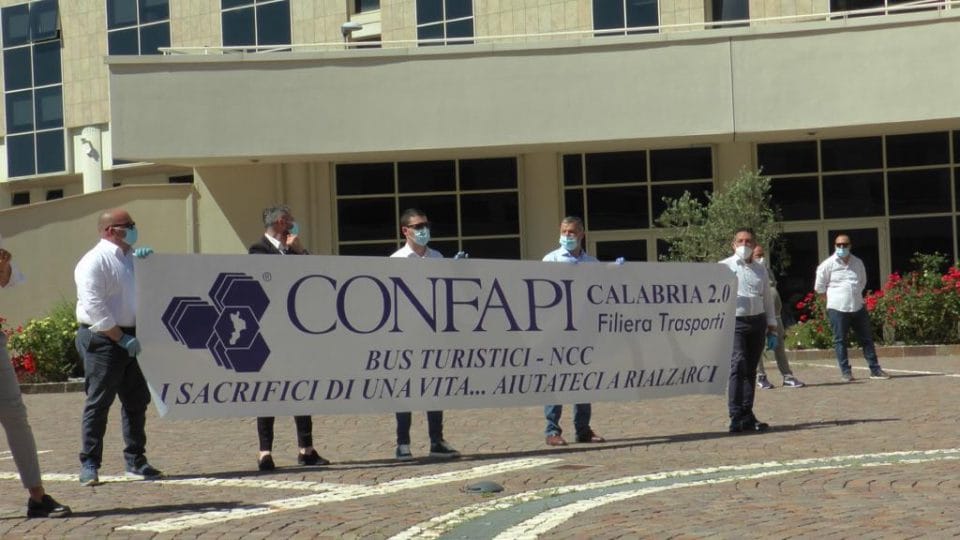 ® CONFAPI CALABRIA 2.0
Filiera Trasporti
BUS TURISTICI - NCC
I SACRIFICI DI UNA VITA... AIUTATECI A RIALZARCI